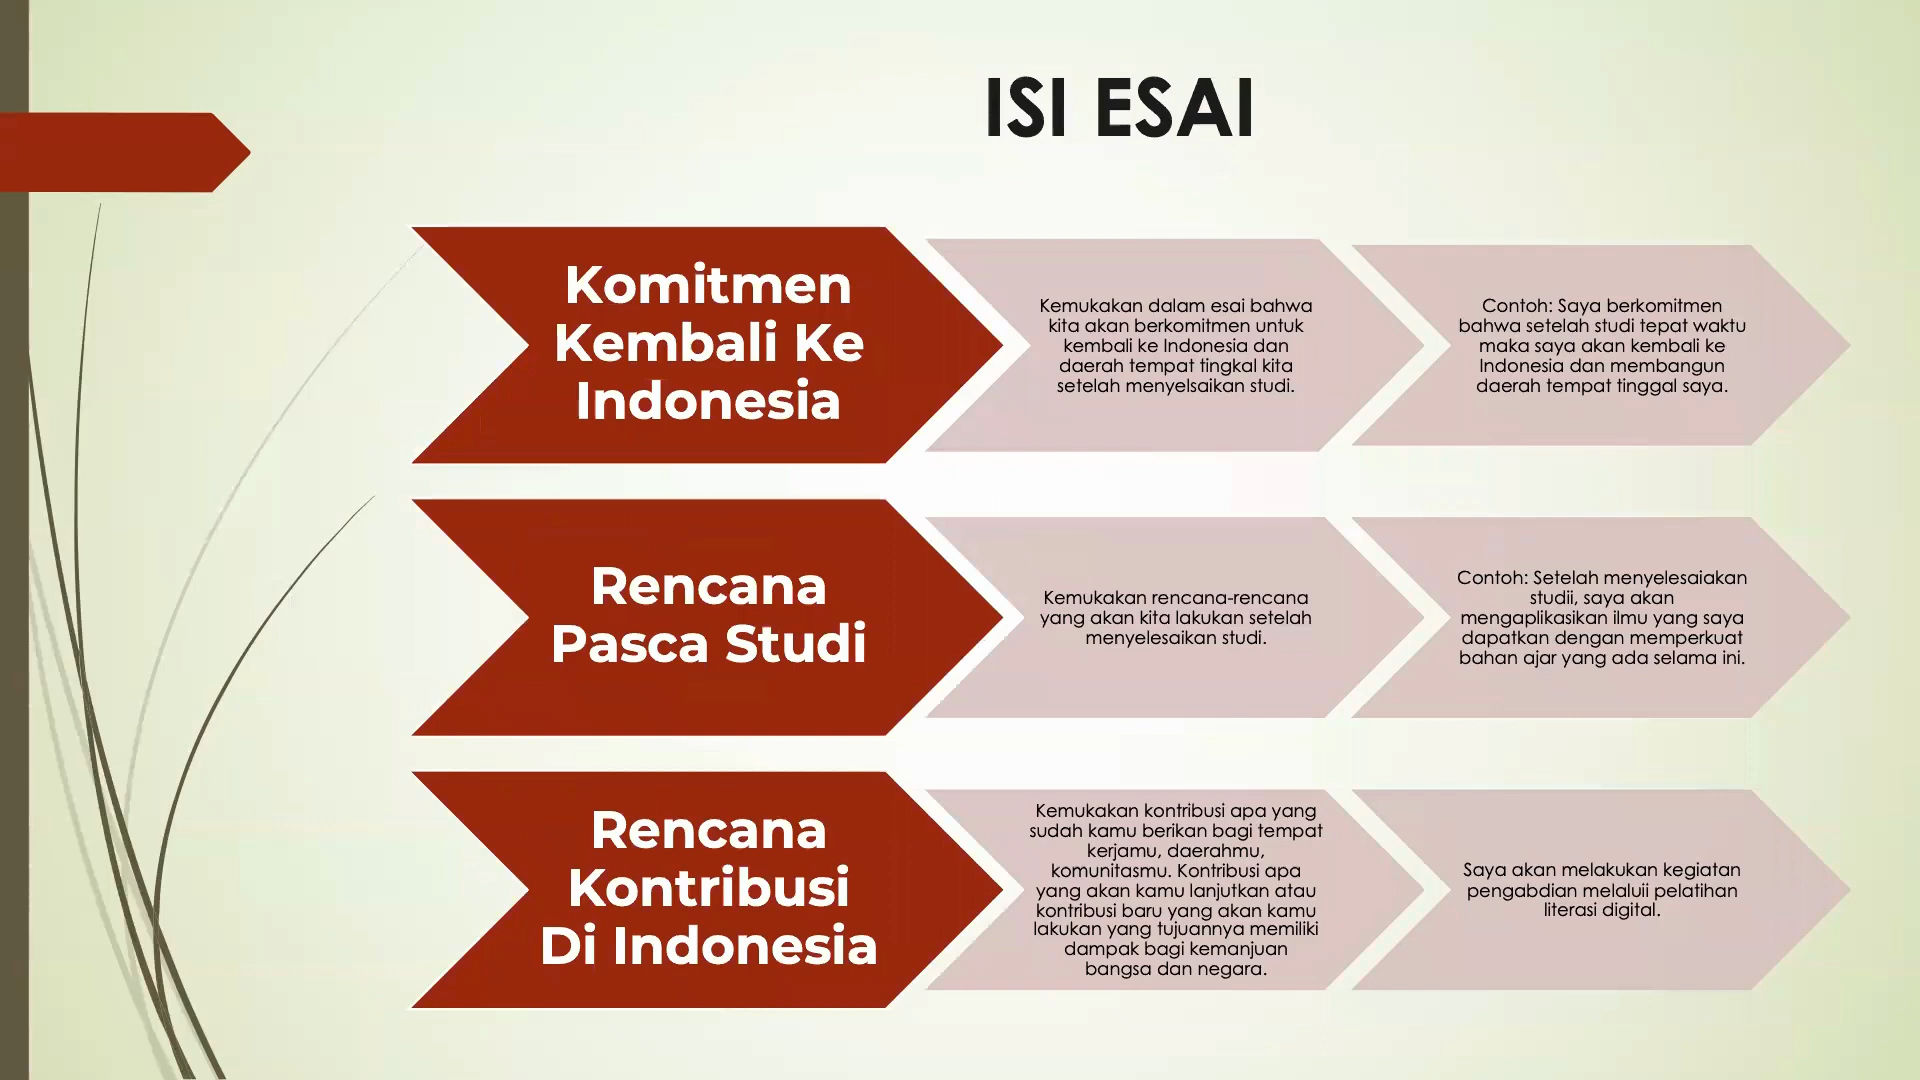 ISI ESAI
Komitmen
Kembali Ke
Indonesia
Kemukakan dalam esai bahwa
kita akan berkomitmen untuk
kembali ke Indonesia dan
daerah tempat tingkal kita
setelah menyelsaikan studi.
Contoh: Saya berkomitmen
bahwa setelah studi tepat waktu
maka saya akan kembali ke
Indonesia dan membangun
daerah tempat tinggal saya.
Rencana
Pasca Studi
Kemukakan rencana-rencana
yang akan kita lakukan setelah
menyelesaikan studi.
Contoh: Setelah menyelesaiakan
studii, saya akan
mengaplikasikan ilmu yang saya
dapatkan dengan memperkuat
bahan ajar yang ada selama ini.
Rencana
Kontribusi
Di Indonesia
Kemukakan kontribusi apa yang
sudah kamu berikan bagi tempat
kerjamu, daerahmu,
komunitasmu. Kontribusi apa
yang akan kamu lanjutkan atau
kontribusi baru yang akan kamu
lakukan yang tujuannya memiliki
dampak bagi kemanjuan
bangsa dan negara.
Saya akan melakukan kegiatan
pengabdian melaluii pelatihan
literasi digital.